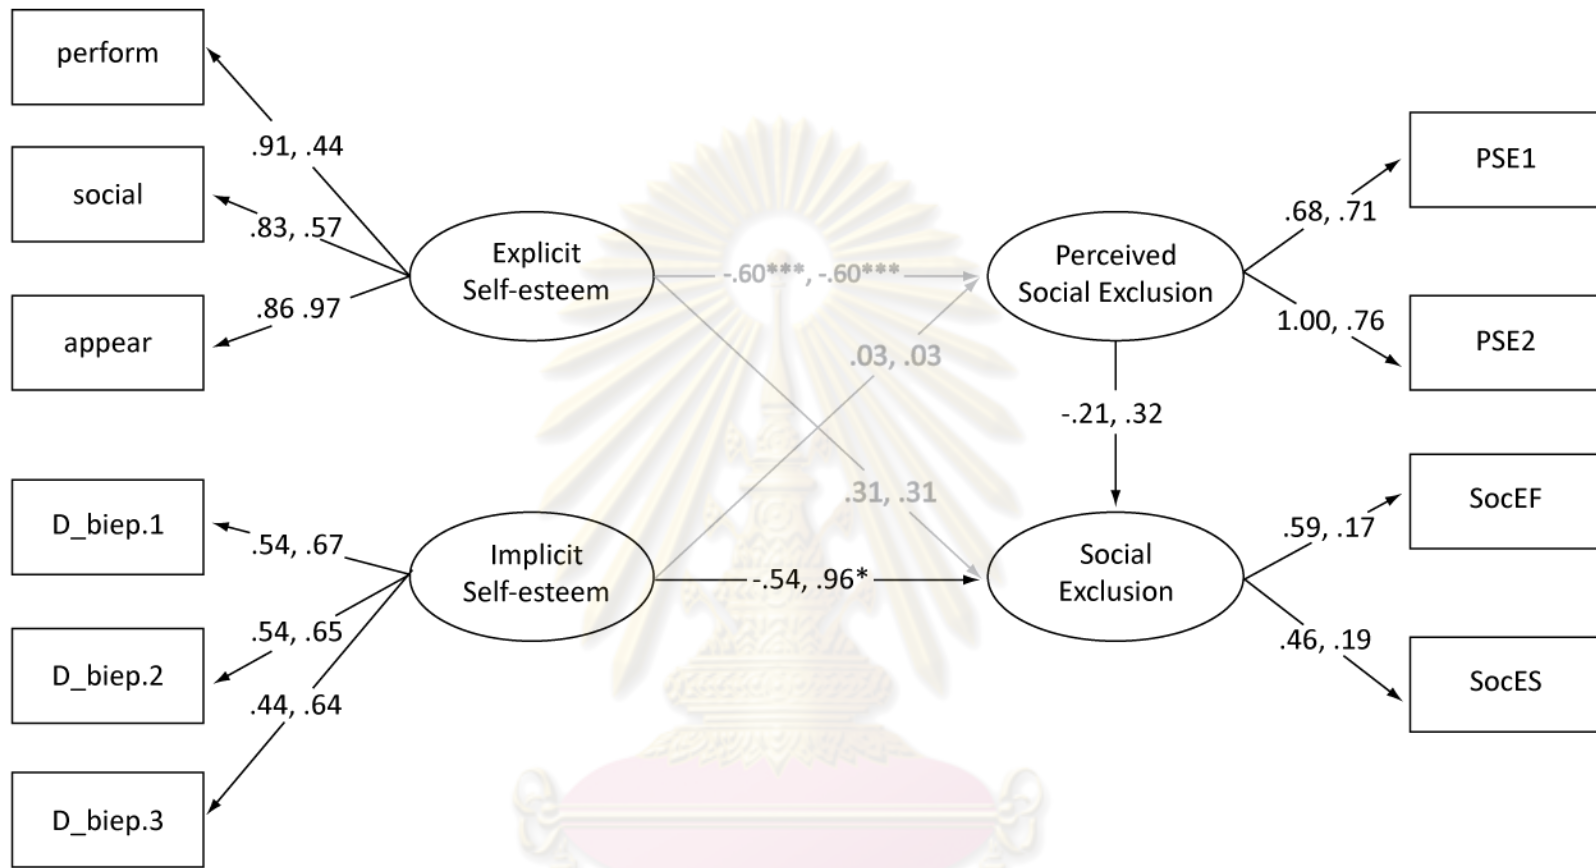 perform
.91, .44
social
.83, .57
appear
.86 .97
Explicit
Self-esteem
-.60***, -.60***
.03, .03
.31, .31
Perceived
Social Exclusion
.68, .71
PSE1
1.00, .76
PSE2
-.21, .32
D_biep.1
.54, .67
D_biep.2
.54, .65
D_biep.3
.44, .64
Implicit
Self-esteem
-.54, .96*
Social
Exclusion
.59, .17
SocEF
.46, .19
SocES